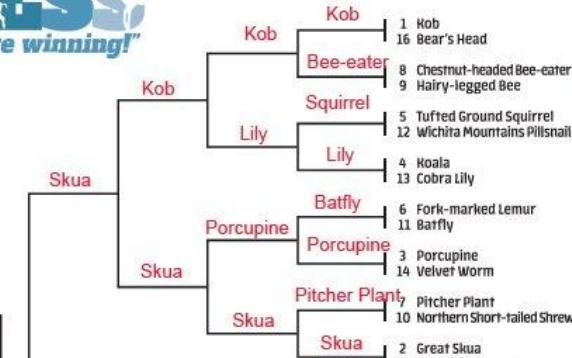 e winning!"
Kob
1 Kob
16 Bear's Head
Kob
Bee-eater
8 Chestnut-headed Bee-eater
9 Hairy-legged Bee
Kob
Squirrel
5 Tufted Ground Squirrel
12 Wichita Mountains Pillsnail
Lily
Lily
4 Koala
13 Cobra Lily
Skua
Batfly
6 Fork-marked Lemur
11 Batfly
Porcupine
Porcupine
3 Porcupine
14 Velvet Worm
Skua
Pitcher Plant
7 Pitcher Plant
10 Northern Short-tailed Shrew
Skua
Skua
2 Great Skua